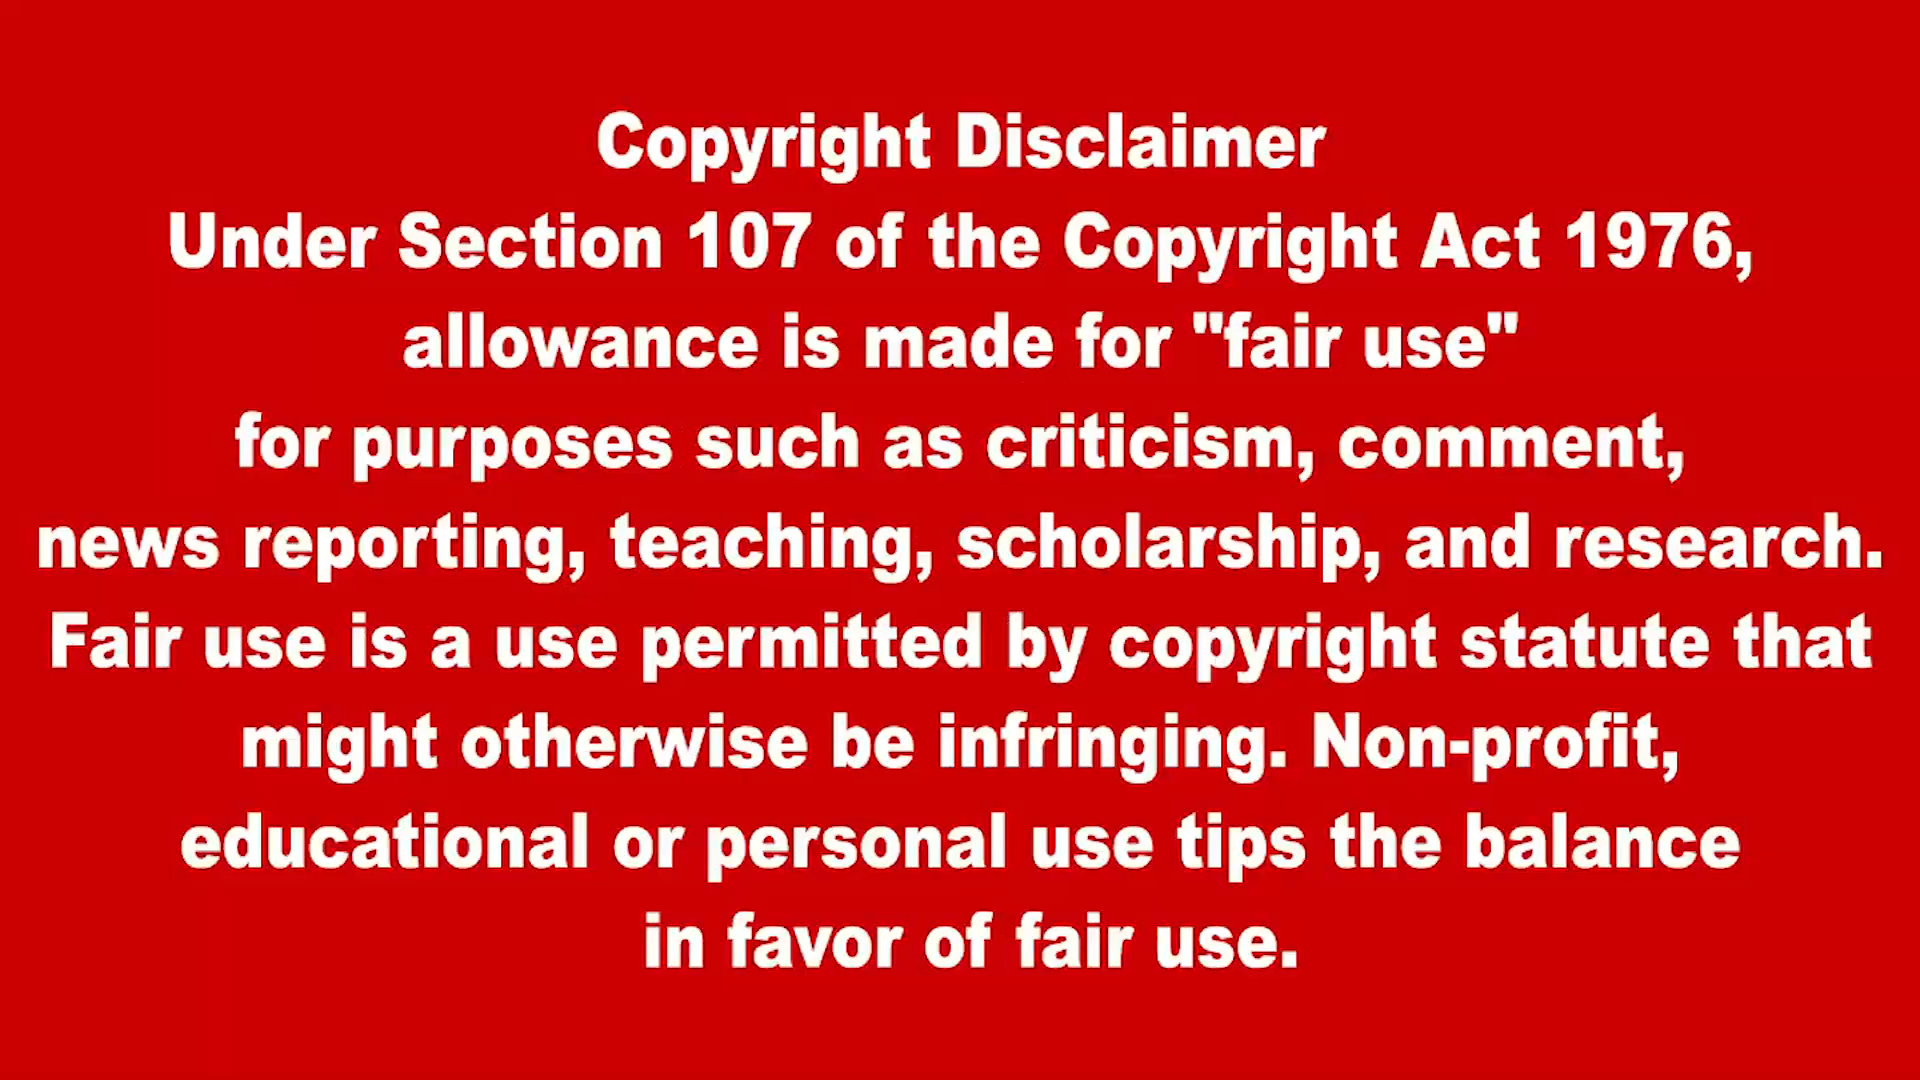 Copyright Disclaimer
Under Section 107 of the Copyright Act 1976,
allowance is made for "fair use"
for purposes such as criticism, comment,
news reporting, teaching, scholarship, and research.
Fair use is a use permitted by copyright statute that
might otherwise be infringing. Non-profit,
educational or personal use tips the balance
in favor of fair use.